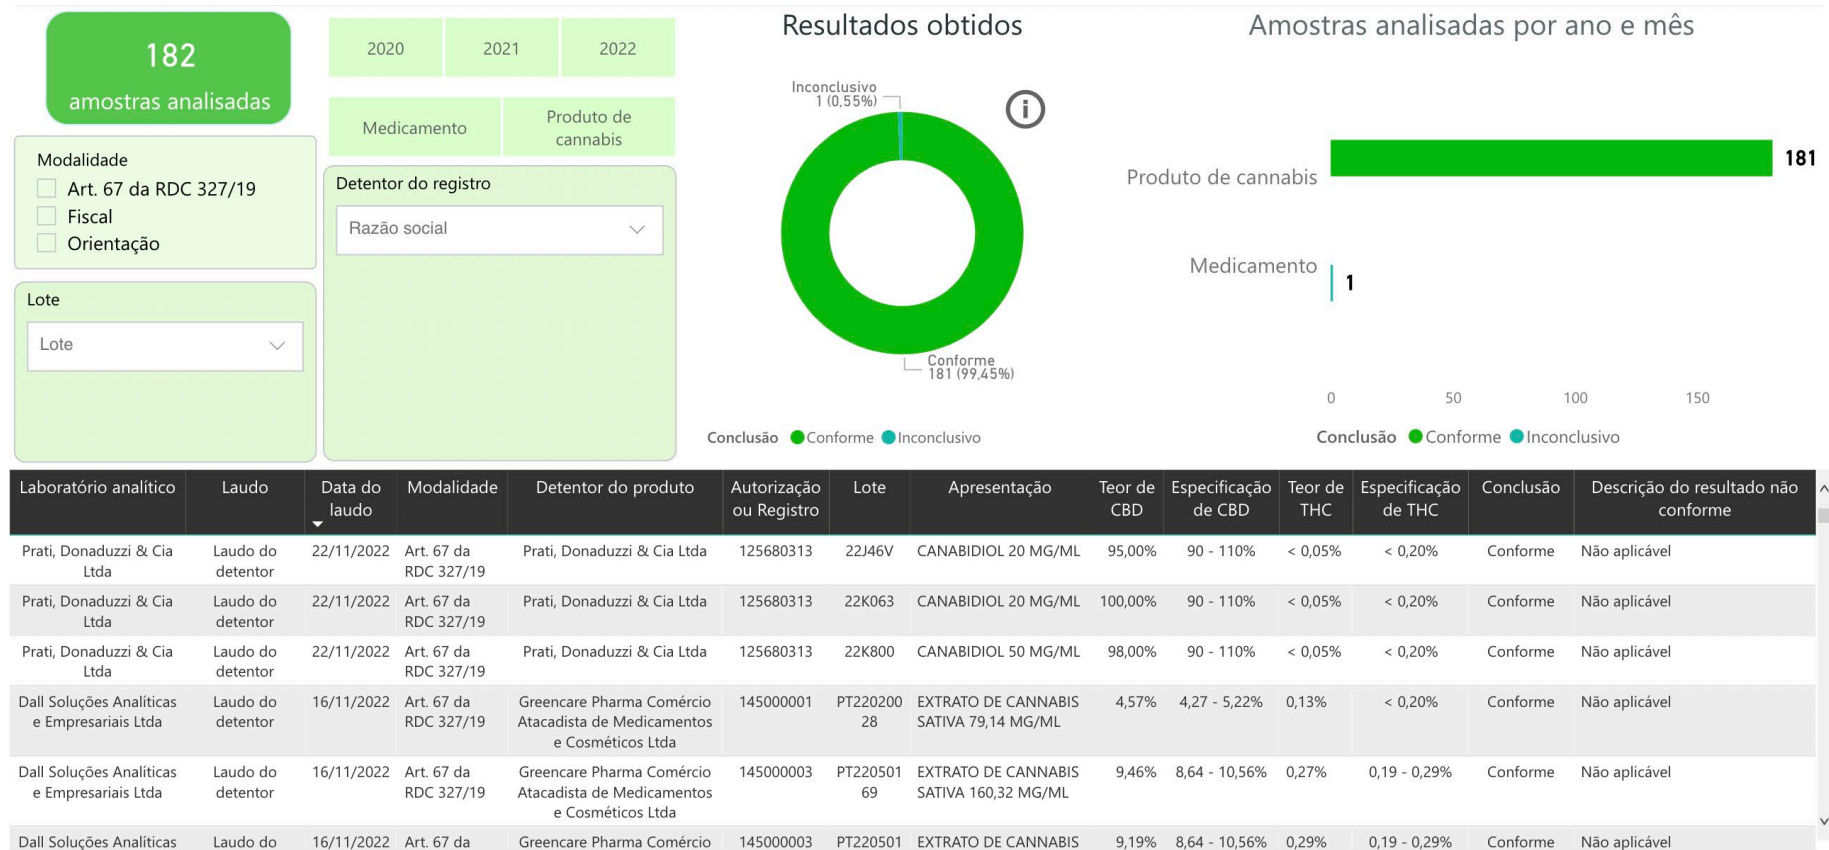 182
amostras analisadas
2020 2021 2022
Medicamento
Produto de
cannabis
Modalidade
Art. 67 da RDC 327/19
Fiscal
Orientação
Lote
Lote
Detentor do registro
Razão social
Resultados obtidos
Inconclusivo
1 (0,55%)
i
Conforme
181 (99,45%)
Conclusão Conforme Inconclusivo
Amostras analisadas por ano e mês
Produto de cannabis 181
Medicamento 1
0 50 100 150
Conclusão Conforme Inconclusivo
Laboratório analítico Laudo Data do Modalidade Detentor do produto Autorização Lote Apresentação Teor de Especificação Teor de Especificação Conclusão Descrição do resultado não
laudo ou Registro CBD de CBD THC de THC conforme
Prati, Donaduzzi & Cia Laudo do 22/11/2022 Art. 67 da Prati, Donaduzzi & Cia Ltda 125680313 22J46V CANABIDIOL 20 MG/ML 95,00% 90 - 110% < 0,05% < 0,20% Conforme Não aplicável
Ltda detentor RDC 327/19
Prati, Donaduzzi & Cia Laudo do 22/11/2022 Art. 67 da Prati, Donaduzzi & Cia Ltda 125680313 22K063 CANABIDIOL 20 MG/ML 100,00% 90 - 110% < 0,05% < 0,20% Conforme Não aplicável
Ltda detentor RDC 327/19
Prati, Donaduzzi & Cia Laudo do 22/11/2022 Art. 67 da Prati, Donaduzzi & Cia Ltda 125680313 22K800 CANABIDIOL 50 MG/ML 98,00% 90 - 110% < 0,05% < 0,20% Conforme Não aplicável
Ltda detentor RDC 327/19
Dall Soluções Analíticas Laudo do 16/11/2022 Art. 67 da Greencare Pharma Comércio 145000001 PT220200 EXTRATO DE CANNABIS 4,57% 4,27 - 5,22% 0,13% < 0,20% Conforme Não aplicável
e Empresariais Ltda detentor RDC 327/19 Atacadista de Medicamentos 28 SATIVA 79,14 MG/ML
e Cosméticos Ltda
Dall Soluções Analíticas Laudo do 16/11/2022 Art. 67 da Greencare Pharma Comércio 145000003 PT220501 EXTRATO DE CANNABIS 9,46% 8,64 - 10,56% 0,27% 0,19 - 0,29% Conforme Não aplicável
e Empresariais Ltda detentor RDC 327/19 Atacadista de Medicamentos 69 SATIVA 160,32 MG/ML
e Cosméticos Ltda
Dall Soluções Analíticas Laudo do 16/11/2022 Art. 67 da Greencare Pharma Comércio 145000003 PT220501 EXTRATO DE CANNABIS 9,19% 8,64 - 10,56% 0,29% 0,19 - 0,29% Conforme Não aplicável